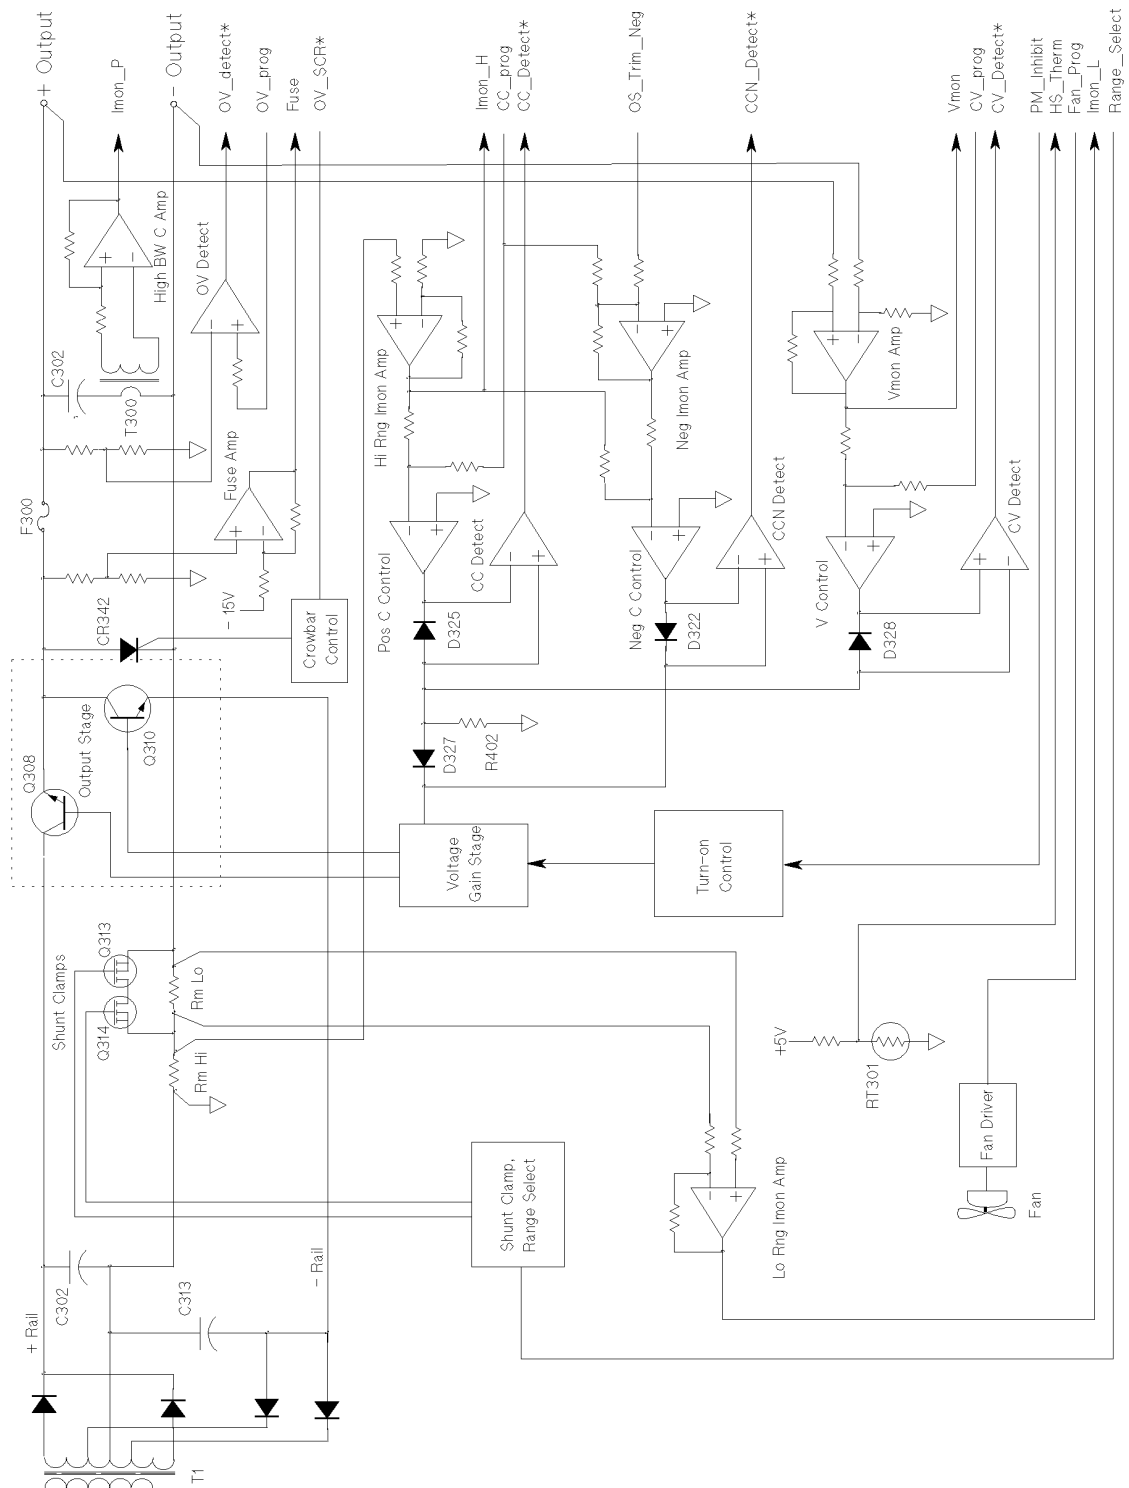 + Output
Imon_P
- Output
OV_detect*
OV_prog
Fuse
OV_SCR*
Imon_H
CC_prog
CC_Detect*
OS_Trim_Neg
CCN_Detect*
Vmon
CV_prog
CV_Detect*
PM_Inhibit
HS_Therm
Fan_Prog
Imon_L
Range_Select
+
-
High BW C Amp
OV Detect
-
+
C302
T300
F300
Fuse Amp
+
-
-15V
CR342
Crowbar
Control
Hi Rng Imon Amp
+
-
Neg Imon Amp
-
+
Vmon Amp
+
-
Pos C Control
-
+
CC Detect
+
-
D325
Neg C Control
-
+
CCN Detect
-
+
D322
V Control
-
+
CV Detect
+
-
D328
Q308
Output Stage
Q310
D327
R402
Voltage
Gain Stage
Turn-on
Control
Shunt Clamps
Q313
Q314
Rm Lo
Rm Hi
+5V
RT301
Fan Driver
Fan
Shunt Clamp,
Range Select
-
+
Lo Rng Imon Amp
+ Rail
C302
C313
- Rail
T1